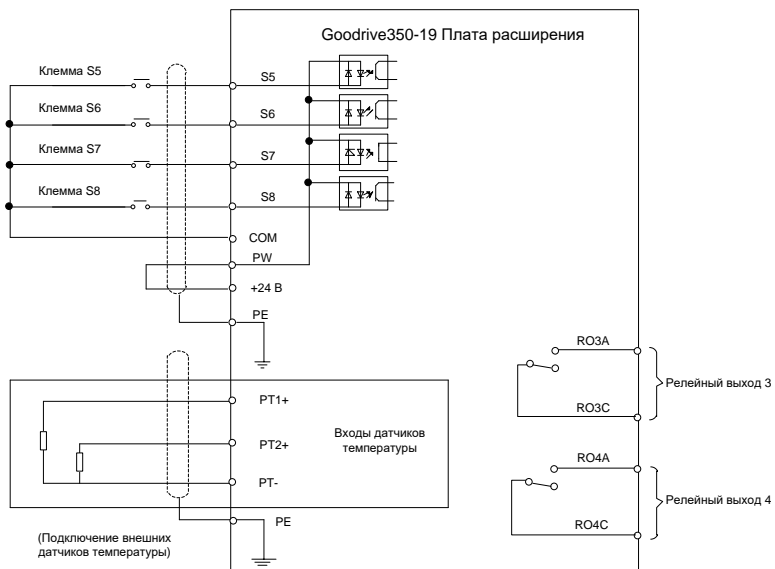 Goodrive350-19 Плата расширения
Клемма S5
S5
Клемма S6
S6
Клемма S7
S7
Клемма S8
S8
COM
PW
+24 В
PE
RO3A
Релейный выход 3
RO3C
PT1+
Входы датчиков
температуры
PT2+
PT-
RO4A
Релейный выход 4
RO4C
PE
(Подключение внешних
датчиков температуры)